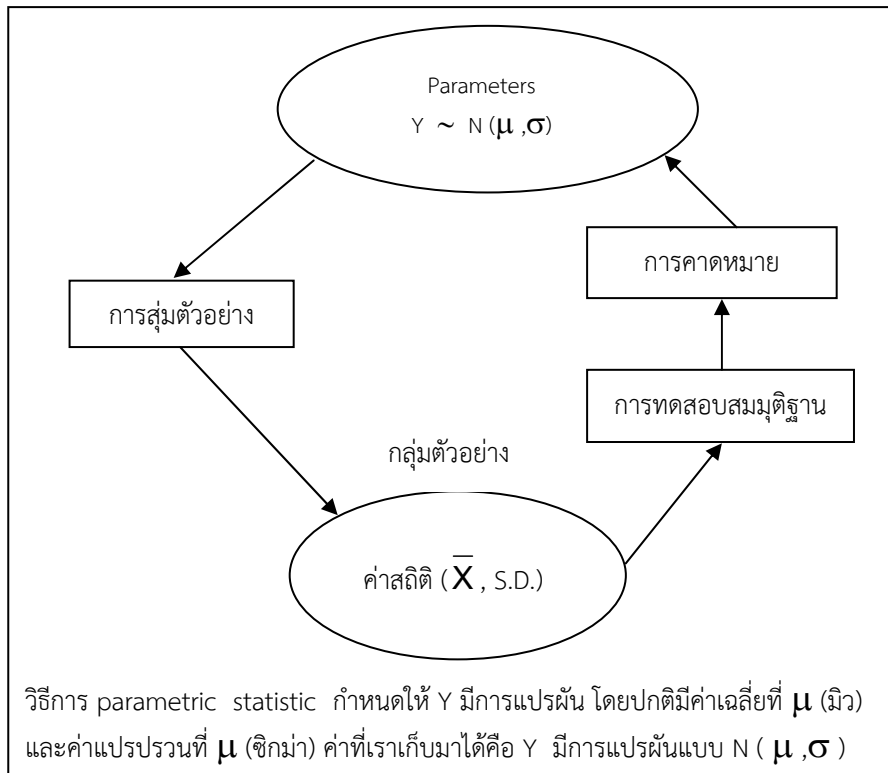 Parameters
Y ~ N (μ ,σ)
การคาดหมาย
การสุ่มตัวอย่าง
การทดสอบสมมุติฐาน
กลุ่มตัวอย่าง
ค่าสถิติ ( X̄ , S.D.)
วิธีการ parametric statistic กำหนดให้ Y มีการแปรผัน โดยปกติมีค่าเฉลี่ยที่ μ (มิว)
และค่าแปรปรวนที่ μ (ซิกม่า) ค่าที่เราเก็บมาได้คือ Y มีการแปรผันแบบ N ( μ ,σ )